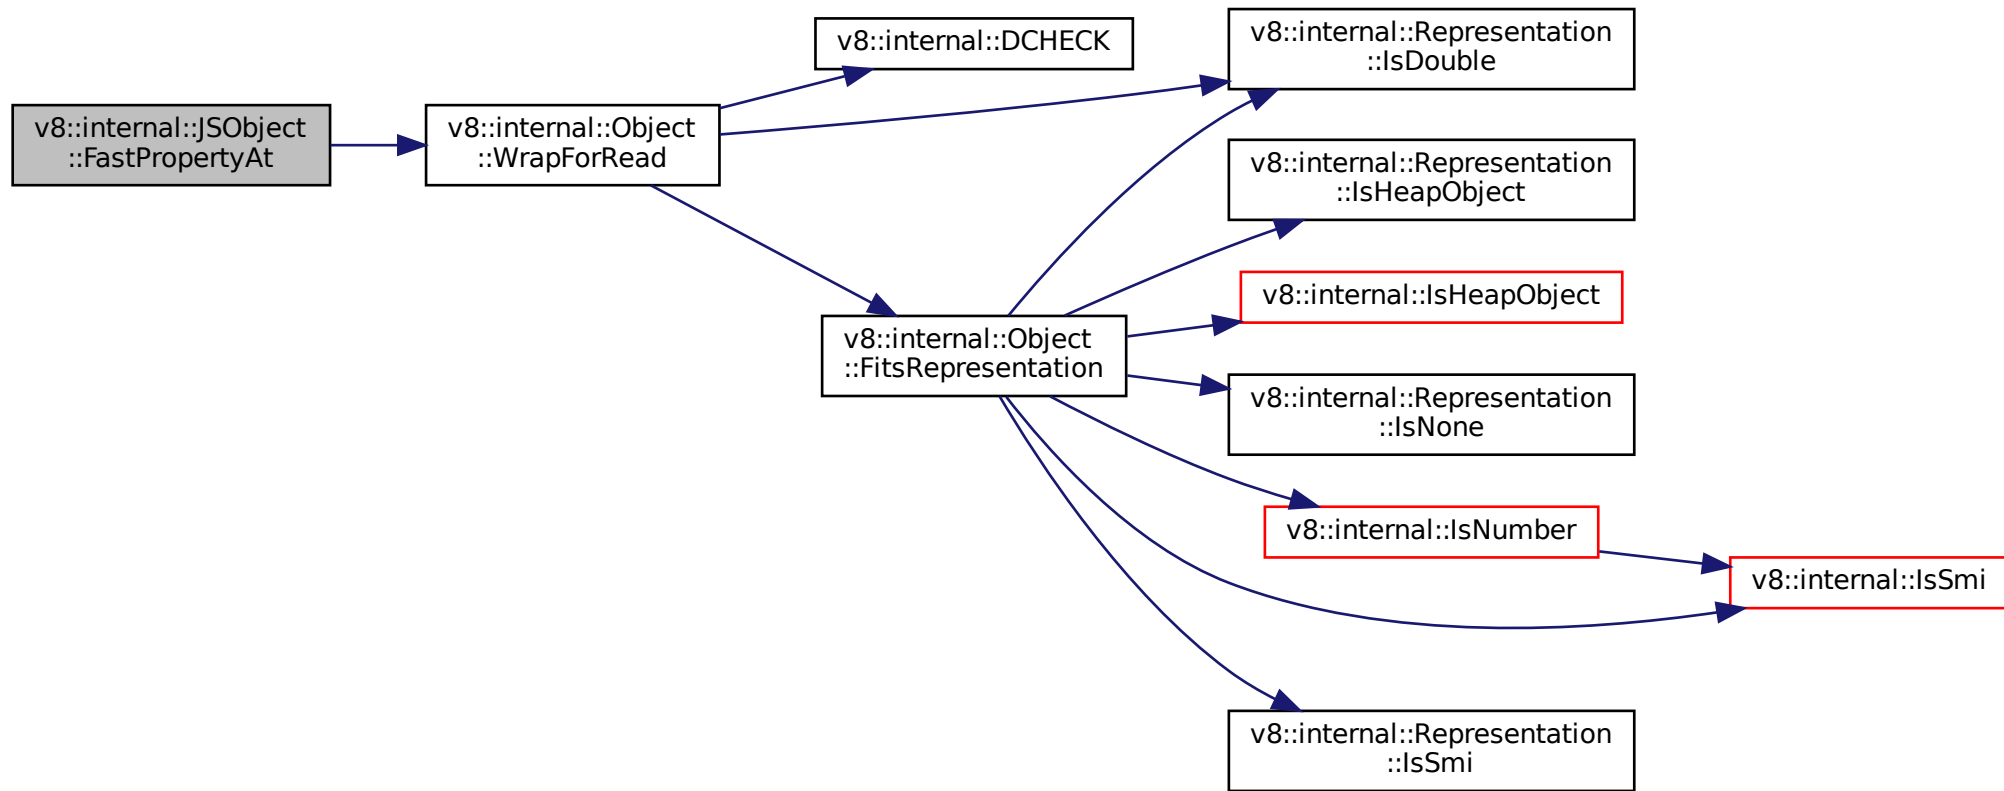 v8::internal::JSObject
::FastPropertyAt
v8::internal::Object
::WrapForRead
v8::internal::DCHECK
v8::internal::Representation
::IsDouble
v8::internal::Representation
::IsHeapObject
v8::internal::IsHeapObject
v8::internal::Object
::FitsRepresentation
v8::internal::Representation
::IsNone
v8::internal::IsNumber
v8::internal::IsSmi
v8::internal::Representation
::IsSmi